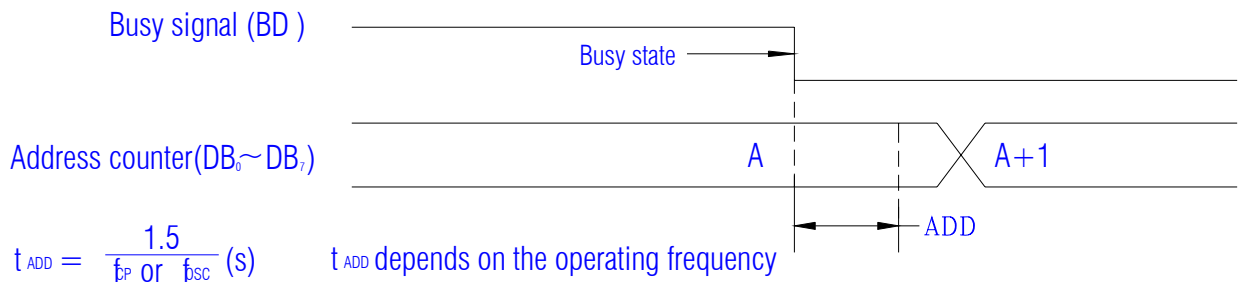 Busy signal (BD )
Busy state
Address counter(DB₀~DB₇)
A
A+1
ADD
t ADD = 1.5 / fCP or fOSC (s)
t ADD depends on the operating frequency